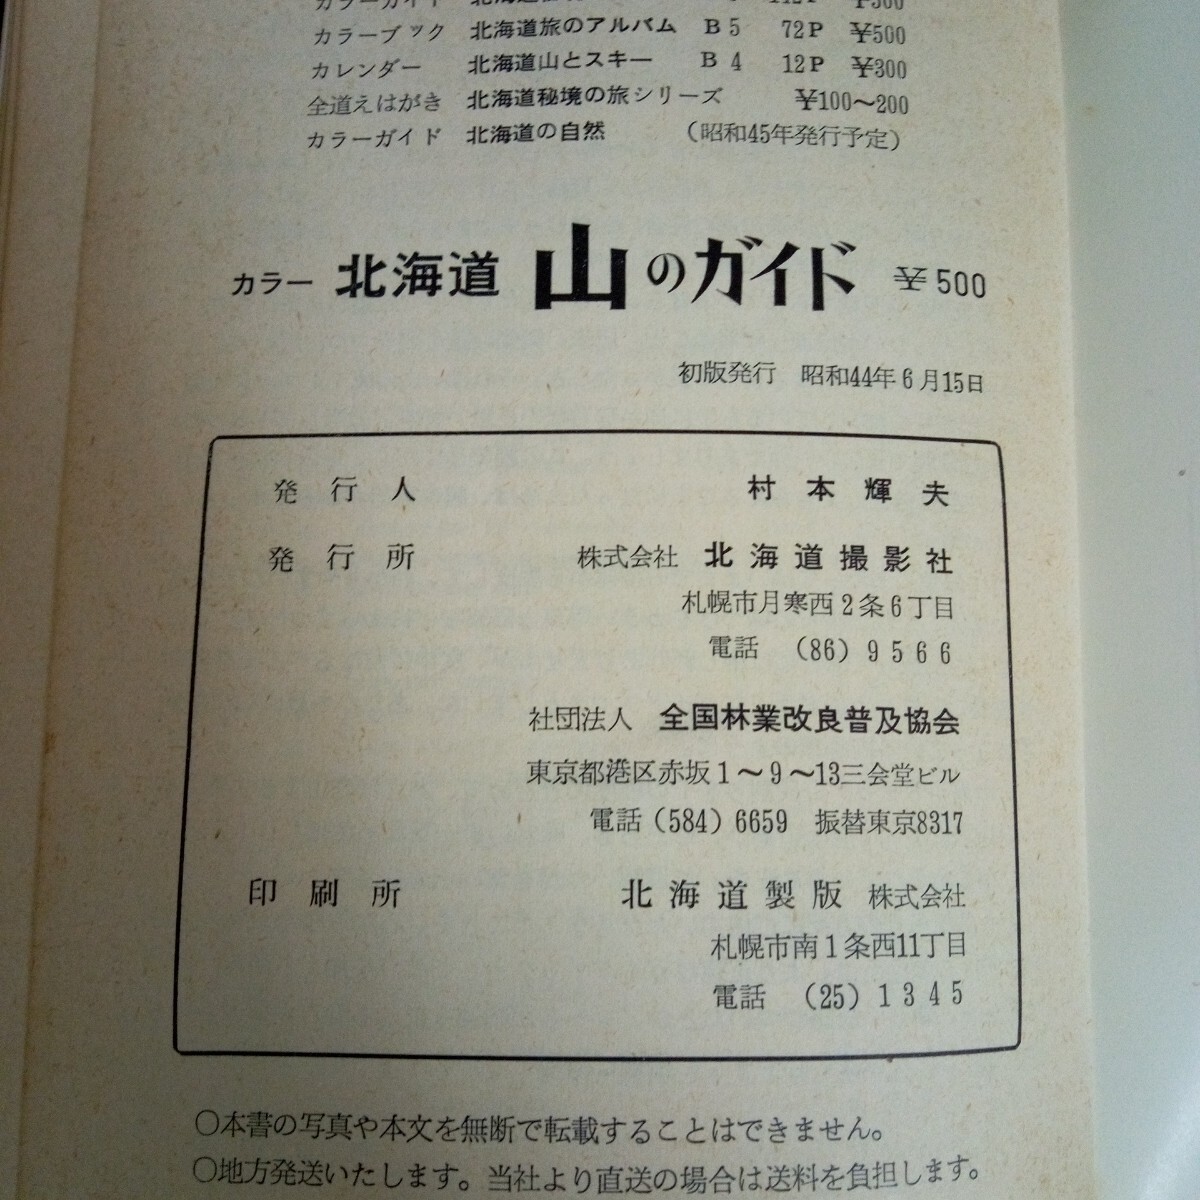 カラーガイド 北海道
カラーブック 北海道旅のアルバム B5 72P ¥500
カレンダー 北海道山とスキー B4 12P ¥300
全道えはがき 北海道秘境の旅シリーズ ¥100〜200
カラーガイド 北海道の自然 (昭和45年発行予定)
カラー 北海道 山のガイド ¥500
初版発行 昭和44年6月15日
発行人 村本輝夫
発行所 株式会社 北海道撮影社
札幌市月寒西2条6丁目
電話 (86)9566
社団法人 全国林業改良普及協会
東京都港区赤坂1〜9〜13三会堂ビル
電話(584)6659 振替東京8317
印刷所 北海道製版 株式会社
札幌市南1条西11丁目
電話 (25)1345
○本書の写真や本文を無断で転載することはできません。
○地方発送いたします。当社より直送の場合は送料を負担します。